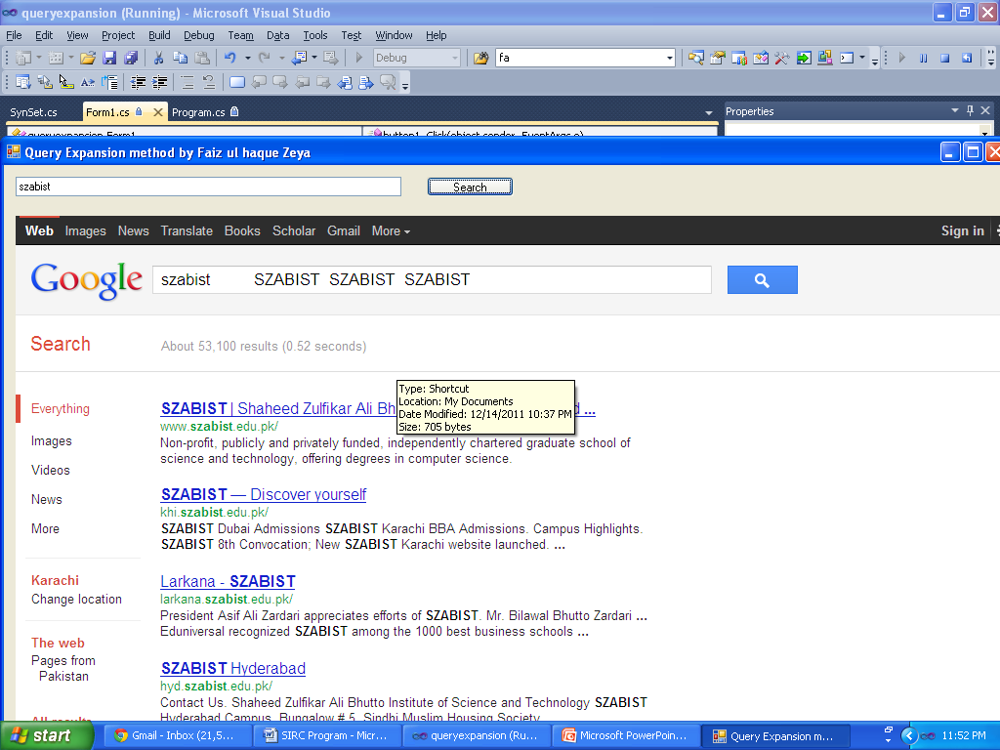 queryexpansion (Running) - Microsoft Visual Studio
File Edit View Project Build Debug Team Data Tools Test Window Help
Debug fa
SynSet.cs Form1.cs Program.cs Properties
queryexpansion.Form1 button1_Click(object sender, EventArgs e)
Query Expansion method by Faiz ul haque Zeya
szabist Search
Web Images News Translate Books Scholar Gmail More Sign in
Google szabist SZABIST SZABIST SZABIST
Search About 53,100 results (0.52 seconds)
Type: Shortcut
Location: My Documents
Date Modified: 12/14/2011 10:37 PM
Size: 705 bytes
Everything
Images
Videos
News
More
Karachi
Change location
The web
Pages from
Pakistan
All results
SZABIST | Shaheed Zulfikar Ali Bh ...
www.szabist.edu.pk/
Non-profit, publicly and privately funded, independently chartered graduate school of
science and technology, offering degrees in computer science.
SZABIST — Discover yourself
khi.szabist.edu.pk/
SZABIST Dubai Admissions SZABIST Karachi BBA Admissions. Campus Highlights.
SZABIST 8th Convocation; New SZABIST Karachi website launched. ...
Larkana - SZABIST
larkana.szabist.edu.pk/
President Asif Ali Zardari appreciates efforts of SZABIST. Mr. Bilawal Bhutto Zardari ...
Eduniversal recognized SZABIST among the 1000 best business schools ...
SZABIST Hyderabad
hyd.szabist.edu.pk/
Contact Us. Shaheed Zulfikar Ali Bhutto Institute of Science and Technology SZABIST
Hyderabad Campus. Bungalow # 5, Sindhi Muslim Housing Society
start Gmail - Inbox (21,5... SIRC Program - Micr... queryexpansion (Ru... Microsoft PowerPoin... Query Expansion m... 11:52 PM